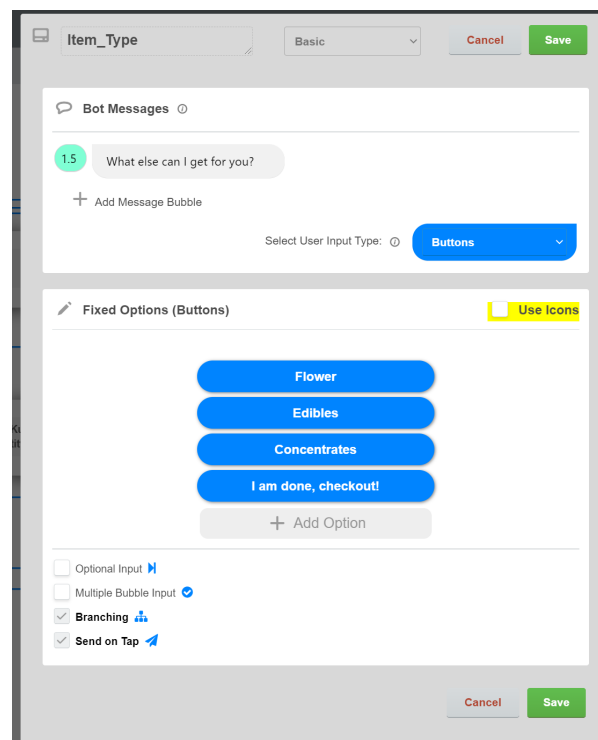 Item_Type
Basic
Cancel
Save
Bot Messages
1.5
What else can I get for you?
Add Message Bubble
Select User Input Type:
Buttons
Fixed Options (Buttons)
Use Icons
Flower
Edibles
Concentrates
I am done, checkout!
+ Add Option
Optional Input
Multiple Bubble Input
Branching
Send on Tap
Cancel
Save